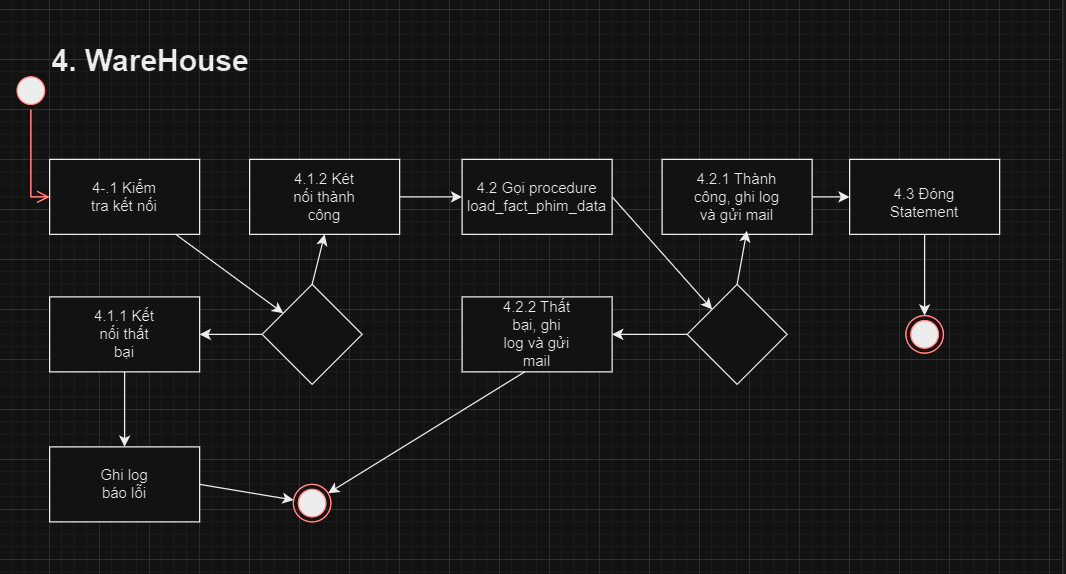 4. WareHouse
4-.1 Kiểm
tra kết nối
4.1.2 Két
nối thành
công
4.2 Gọi procedure
load_fact_phim_data
4.2.1 Thành
công, ghi log
và gửi mail
4.3 Đóng
Statement
4.1.1 Kết
nối thất
bại
4.2.2 Thất
bại, ghi
log và gửi
mail
Ghi log
báo lỗi